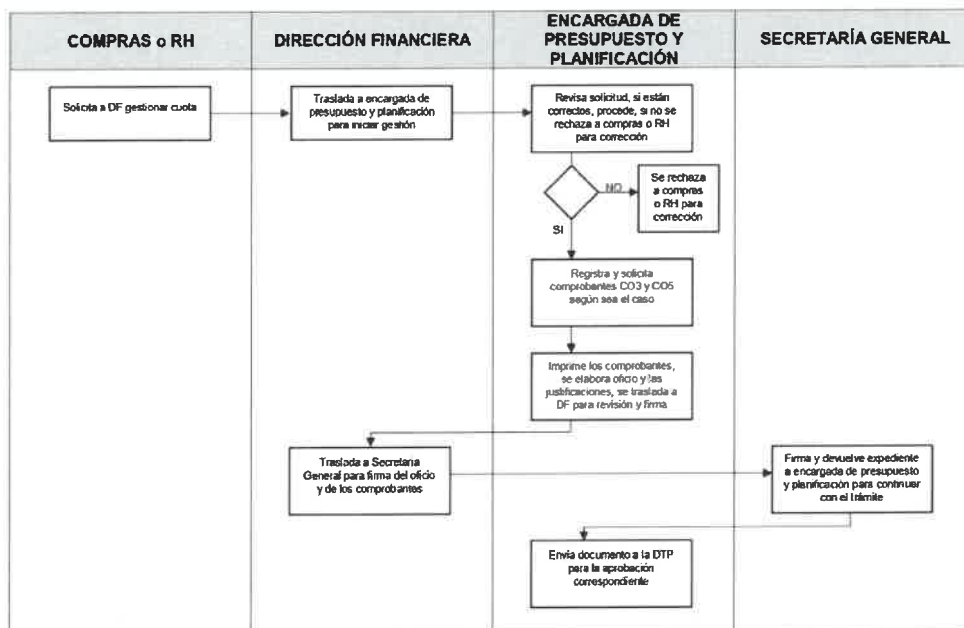 COMPRAS o RH
DIRECCIÓN FINANCIERA
ENCARGADA DE
PRESUPUESTO Y
PLANIFICACIÓN
SECRETARÍA GENERAL
Solicita a DF gestionar cuota
Traslada a encargada de
presupuesto y planificación
para iniciar gestión
Revisa solicitud, si están
correctos, procede, si no se
rechaza a compras o RH
para corrección
NO
Se rechaza
a compras
o RH para
corrección
SI
Registra y solicita
comprobantes CO3 y CO5
según sea el caso
Imprime los comprobantes,
se elabora oficio y las
justificaciones, se traslada a
DF para revisión y firma
Traslada a Secretaria
General para firma del oficio
y de los comprobantes
Firma y devuelve expediente
a encargada de presupuesto
y planificación para continuar
con el trámite
Envía documento a la DTP
para la aprobación
correspondiente